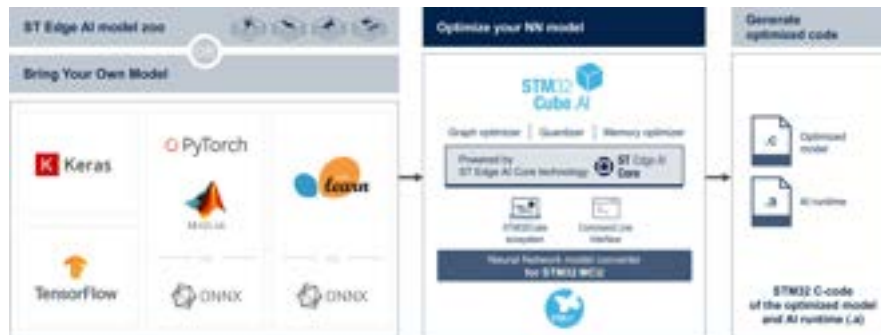 ST Edge AI model zoo
Bring Your Own Model
Keras
TensorFlow
PyTorch
MATLAB
ONNX
learn
ONNX
Optimize your NN model
STM32
Cube.AI
Graph optimizer | Quantizer | Memory optimizer
Powered by
ST Edge AI Core technology
ST Edge AI
Core
STM32Cube
ecosystem
Command Line
Interface
Neural Network model converter
for STM32 MCU
Generate
optimized code
.c
Optimized
model
.a
AI runtime
STM32 C-code
of the optimized model
and AI runtime (.a)